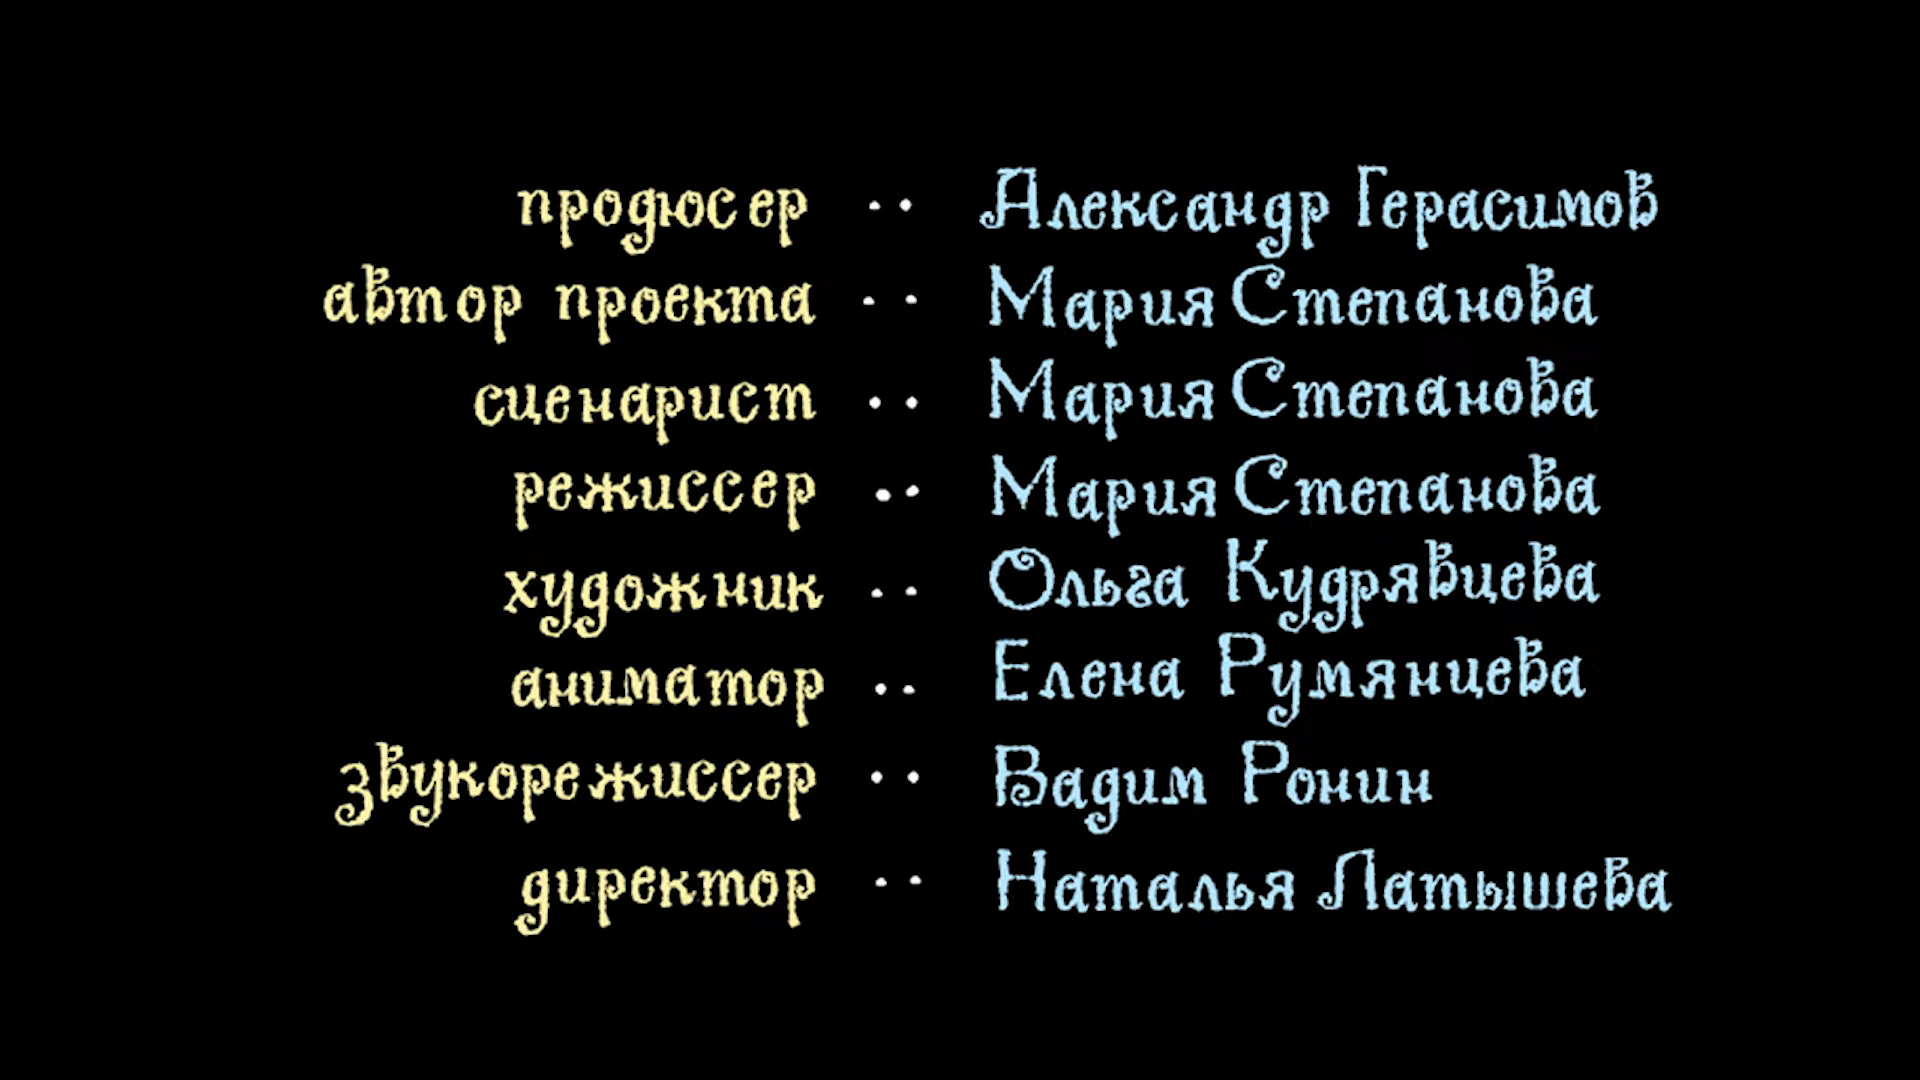 продюсер .. Александр Герасимов
автор проекта .. Мария Степанова
сценарист .. Мария Степанова
режиссер .. Мария Степанова
художник .. Ольга Кудрявцева
аниматор .. Елена Румянцева
звукорежиссер .. Вадим Ронин
директор .. Наталья Латышева